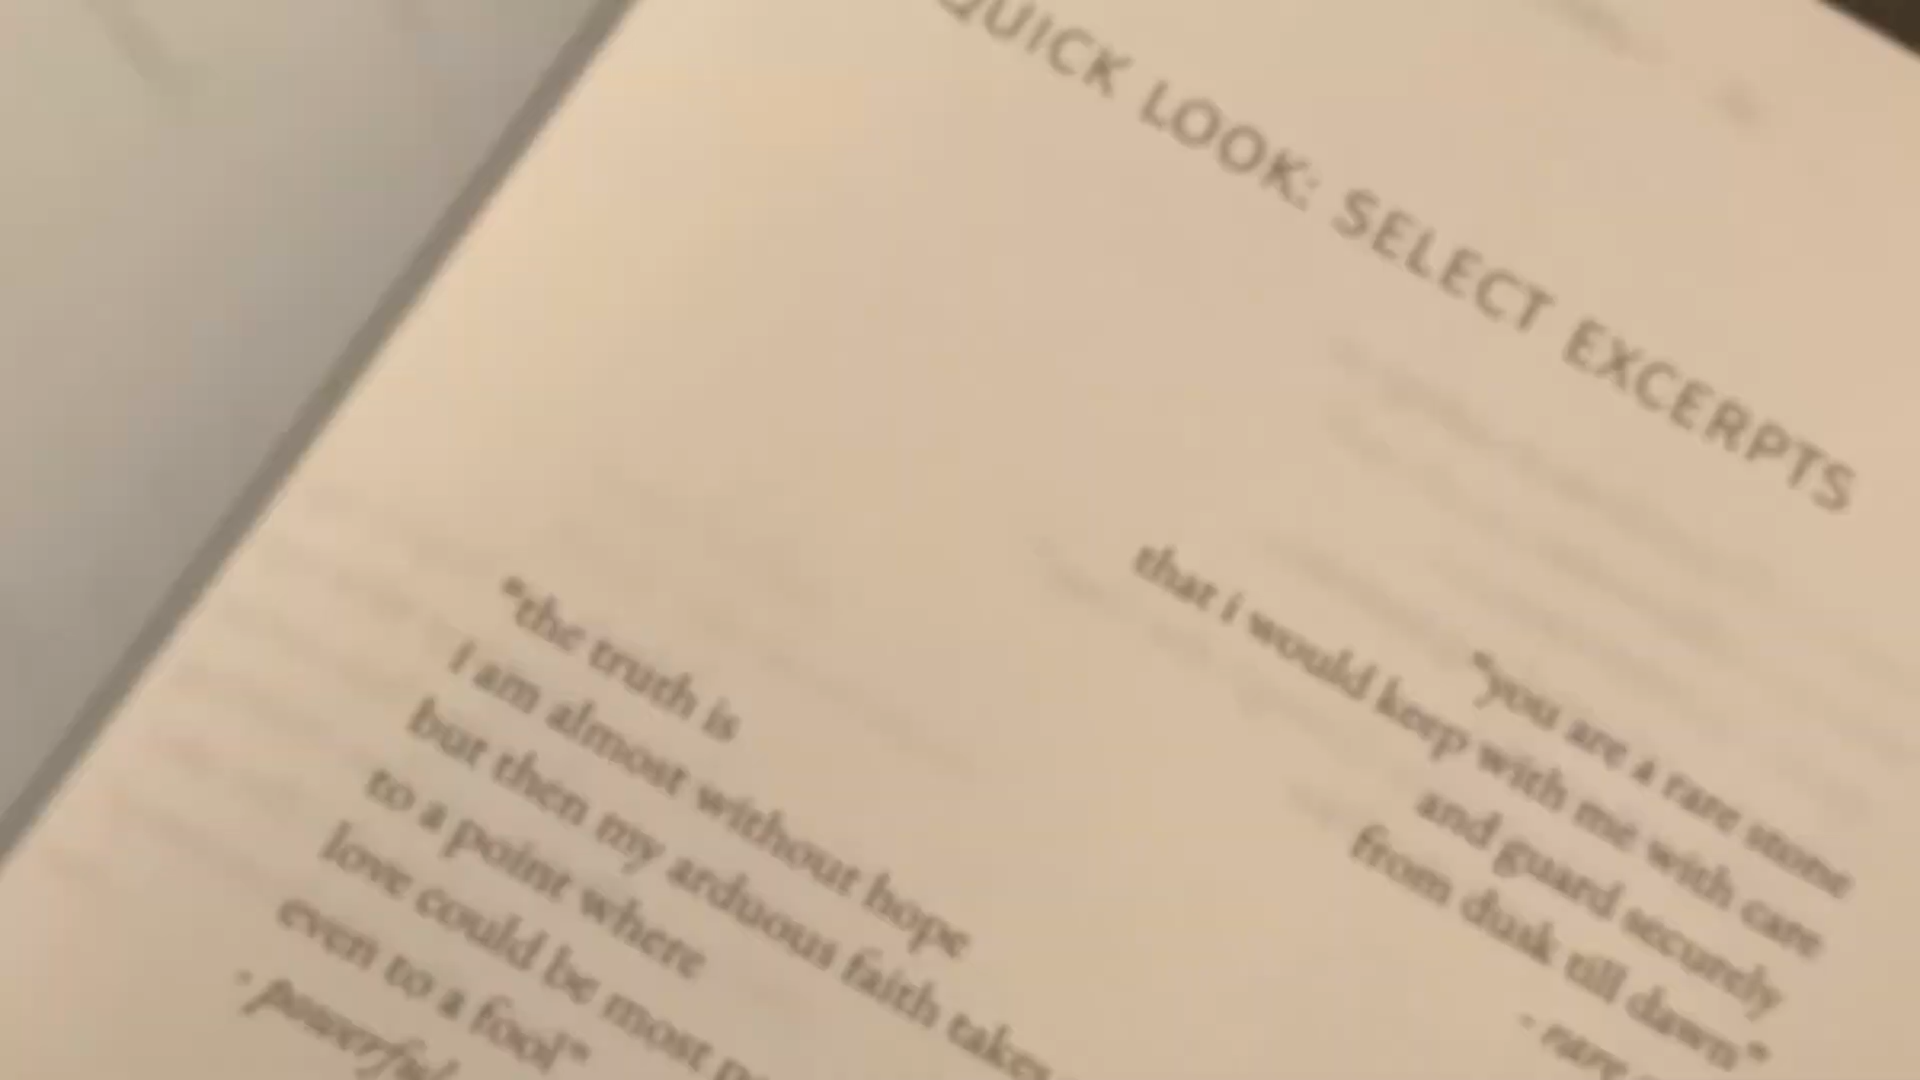 QUICK LOOK: SELECT EXCERPTS
"the truth is
I am almost without hope
but then my arduous faith takes
to a point where
love could be most
even to a fool"
- powerful
"you are a rare stone
that i would keep with me with care
and guard securely
from dusk till dawn"
- rare